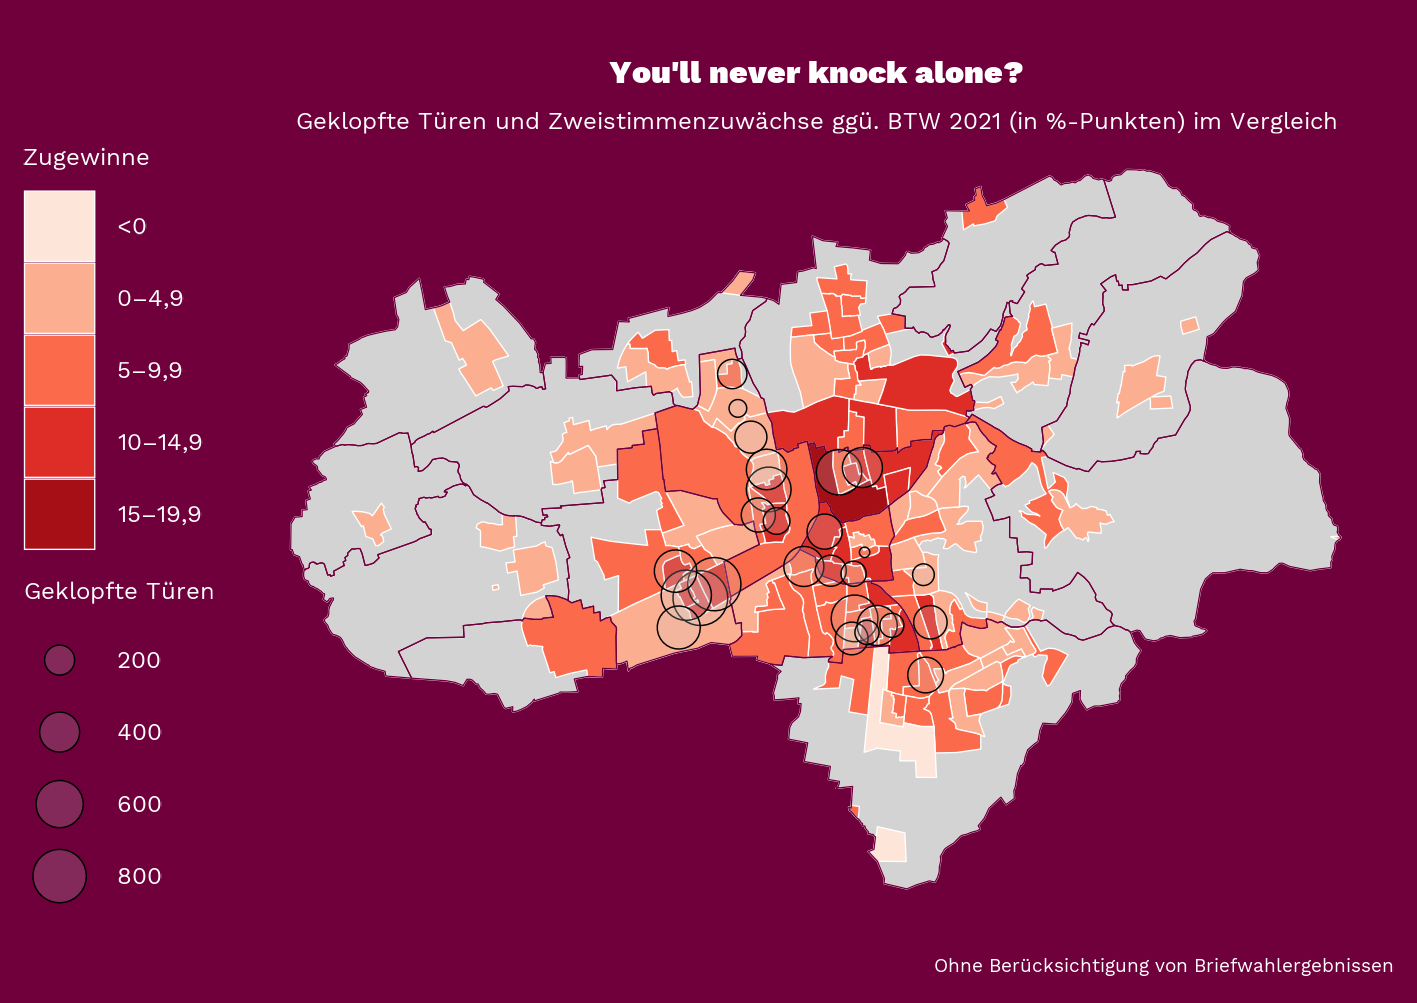 You'll never knock alone?
Geklopfte Türen und Zweistimmenzuwächse ggü. BTW 2021 (in %-Punkten) im Vergleich
Zugewinne
<0
0–4,9
5–9,9
10–14,9
15–19,9
Geklopfte Türen
200
400
600
800
Ohne Berücksichtigung von Briefwahlergebnissen